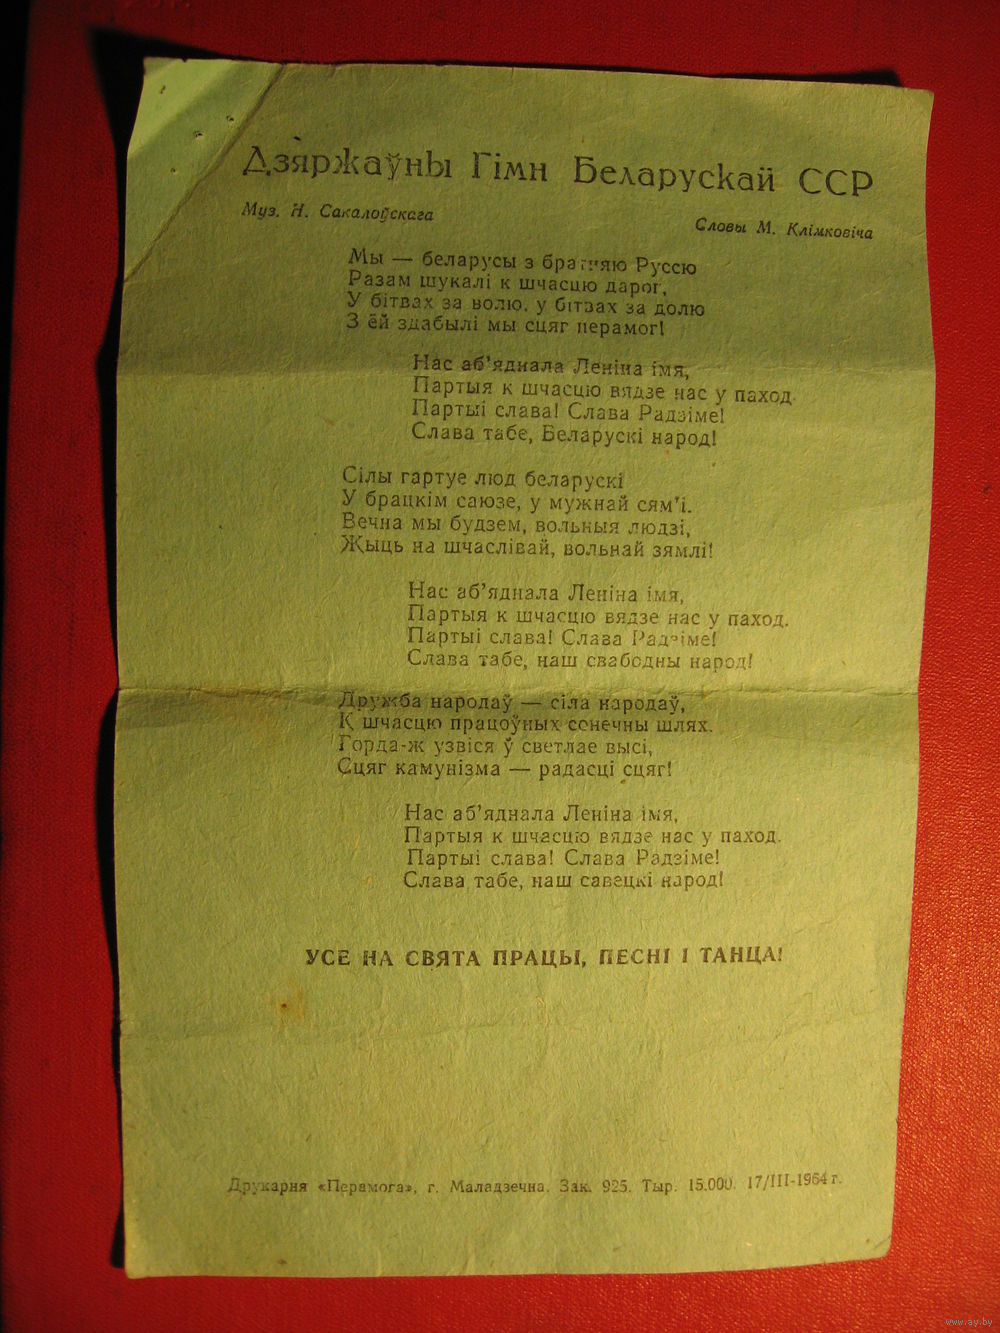 Дзяржаўны Гімн Беларускай ССР
Муз. Н. Сакалоўскага
Словы М. Клімковіча
Мы — беларусы з братняю Руссю
Разам шукалі к шчасцю дарог,
У бітвах за волю, у бітвах за долю
З ёй здабылі мы сцяг перамог!
Нас аб'яднала Леніна імя,
Партыя к шчасцю вядзе нас у паход.
Партыі слава! Слава Радзіме!
Слава табе, Беларускі народ!
Сілы гартуе люд беларускі
У брацкім саюзе, у мужнай сям'і.
Вечна мы будзем, вольныя людзі,
Жыць на шчаслівай, вольнай зямлі!
Нас аб'яднала Леніна імя,
Партыя к шчасцю вядзе нас у паход.
Партыі слава! Слава Радзіме!
Слава табе, наш свабодны народ!
Дружба народаў — сіла народаў,
К шчасцю працоўных сонечны шлях.
Горда-ж узвіся ў светлае высі,
Сцяг камунізма — радасці сцяг!
Нас аб'яднала Леніна імя,
Партыя к шчасцю вядзе нас у паход.
Партыі слава! Слава Радзіме!
Слава табе, наш савецкі народ!
УСЕ НА СВЯТА ПРАЦЫ, ПЕСНІ І ТАНЦА!
Друкарня «Перамога», г. Маладзечна. Зак. 925. Тыр. 15.000. 17/III-1964 г.
www.ay.by